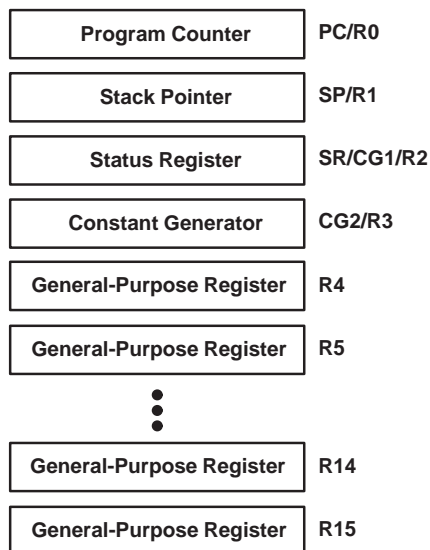 Program Counter PC/R0
Stack Pointer SP/R1
Status Register SR/CG1/R2
Constant Generator CG2/R3
General-Purpose Register R4
General-Purpose Register R5
General-Purpose Register R14
General-Purpose Register R15